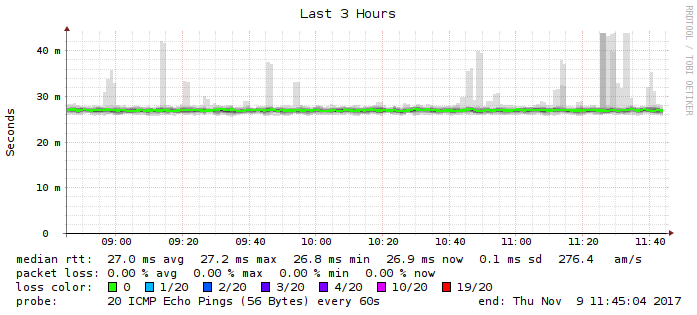 Last 3 Hours
RRDTOOL / TOBI OETIKER
Seconds
40 m
30 m
20 m
10 m
0
09:00 09:20 09:40 10:00 10:20 10:40 11:00 11:20 11:40
median rtt: 27.0 ms avg 27.2 ms max 26.8 ms min 26.9 ms now 0.1 ms sd 276.4 am/s
packet loss: 0.00 % avg 0.00 % max 0.00 % min 0.00 % now
loss color: 0 1/20 2/20 3/20 4/20 10/20 19/20
probe: 20 ICMP Echo Pings (56 Bytes) every 60s end: Thu Nov 9 11:45:04 2017